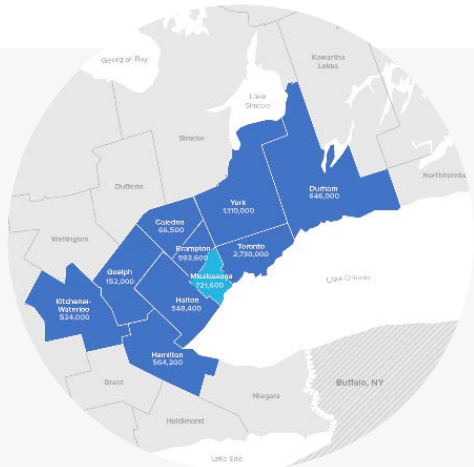 Georgian Bay
Kawartha
Lakes
Lake
Simcoe
Simcoe
Northumb
Dufferin
Durham
646,000
York
1,110,000
Caledon
66,500
Wellington
Brampton
593,600
Toronto
2,730,000
Guelph
152,000
Mississauga
721,600
Lake Ontario
Kitchener-
Waterloo
524,000
Halton
548,400
Hamilton
564,200
Brant
Buffalo, NY
Niagara
Haldimand
Lake Erie